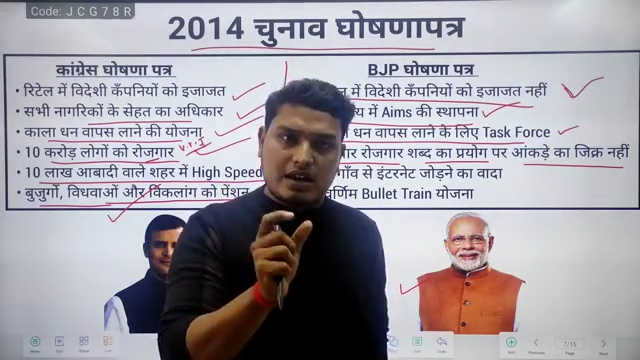 Code: J C G 7 8 R
2014 चुनाव घोषणापत्र
कांग्रेस घोषणा पत्र
• रिटेल में विदेशी कँपनियों को इजाजत
• सभी नागरिकों के सेहत का अधिकार
• काला धन वापस लाने की योजना
• 10 करोड़ लोगों को रोजगार
• 10 लाख आबादी वाले शहर में High Speed
• बुजुर्गो, विधवाओं और विकलांग को पेंशन
BJP घोषणा पत्र
में विदेशी कँपनियों को इजाजत नहीं
में Aims की स्थापना
धन वापस लाने के लिए Task Force
रोजगार शब्द का प्रयोग पर आंकड़े का जिक्र नहीं
गाँव से इंटरनेट जोड़ने का वादा
Bullet Train योजना
7/15